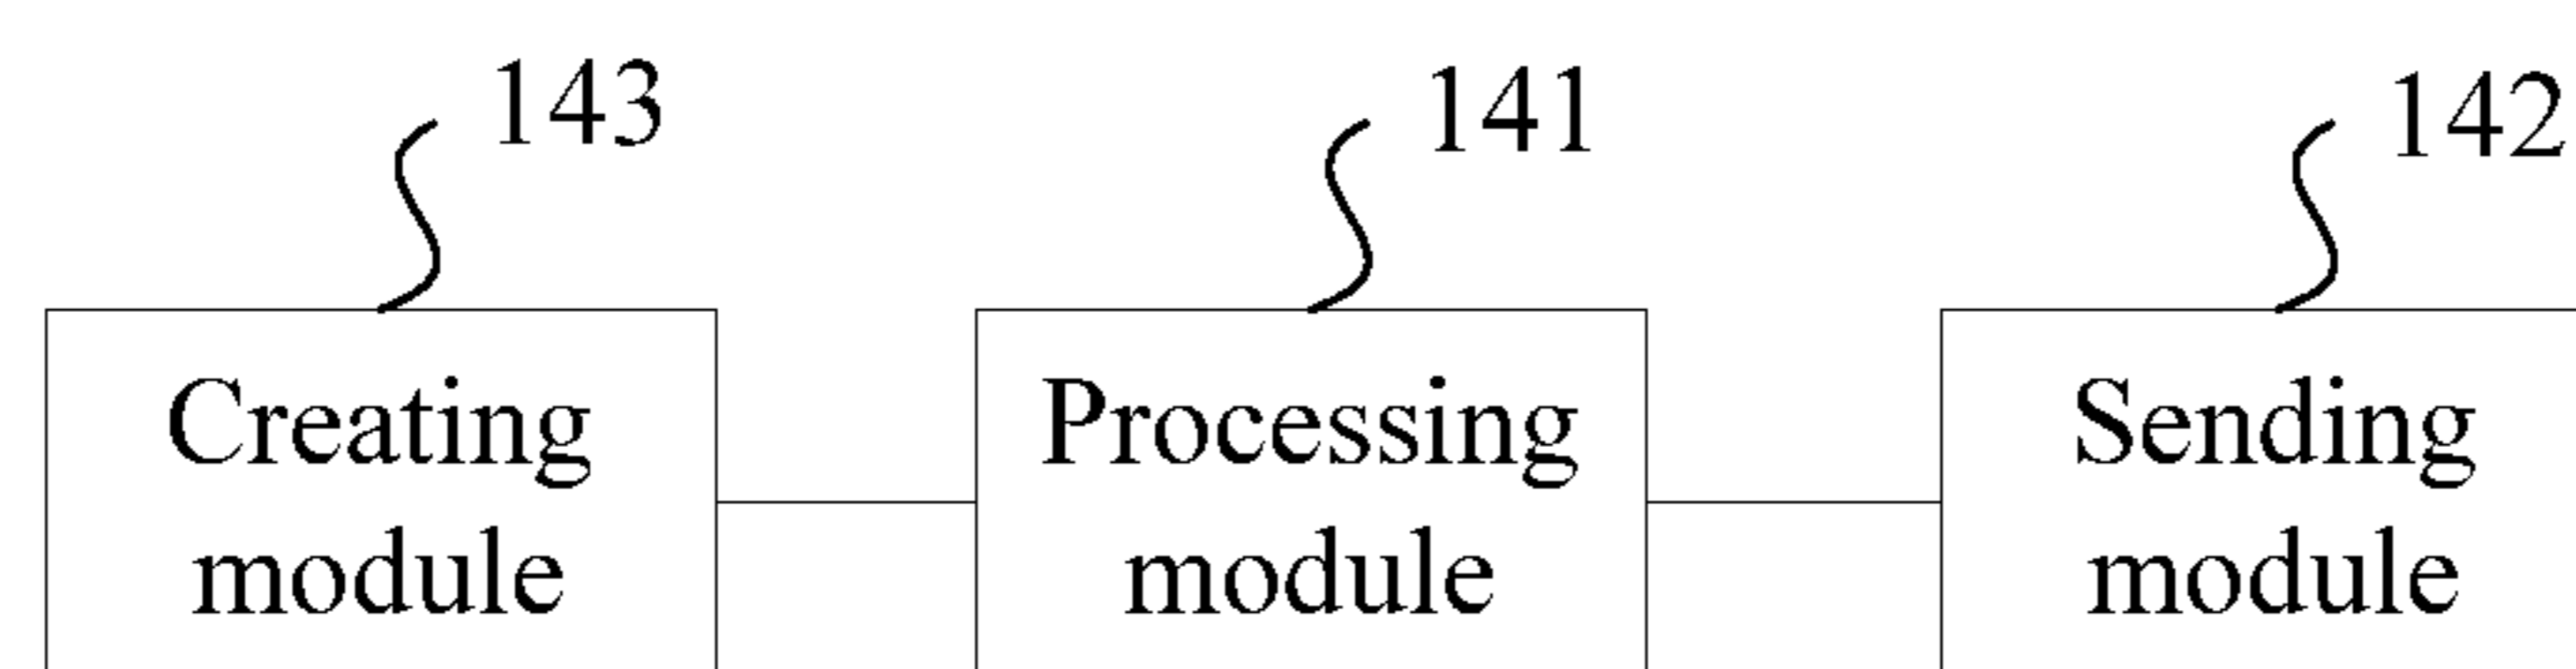 143
141
142
Creating
module
Processing
module
Sending
module